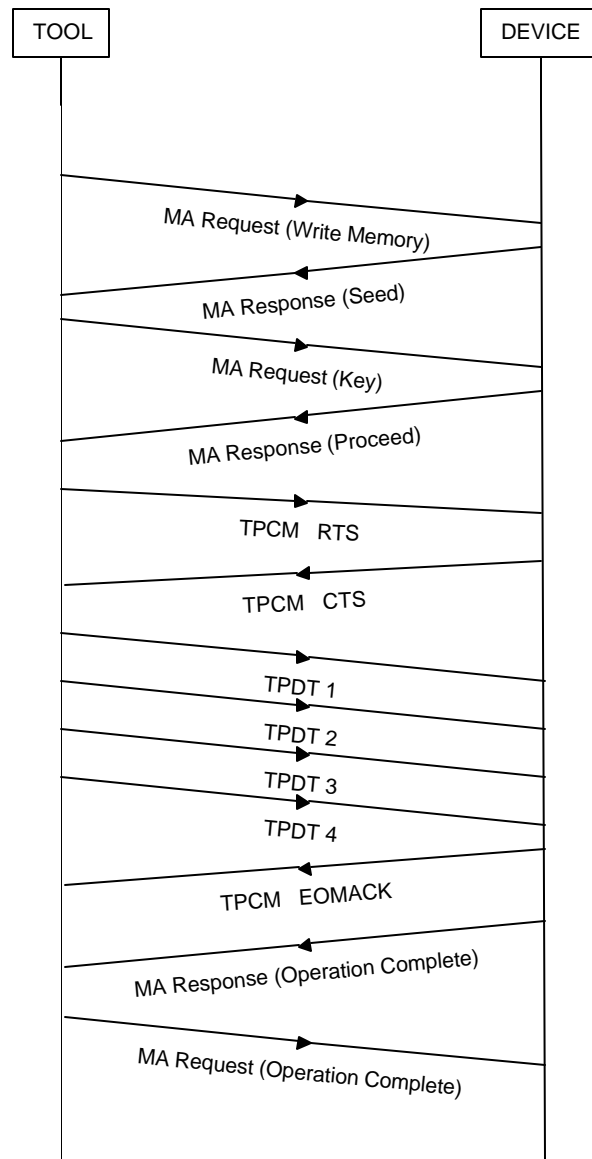 TOOL
DEVICE
MA Request (Write Memory)
MA Response (Seed)
MA Request (Key)
MA Response (Proceed)
TPCM RTS
TPCM CTS
TPDT 1
TPDT 2
TPDT 3
TPDT 4
TPCM EOMACK
MA Response (Operation Complete)
MA Request (Operation Complete)